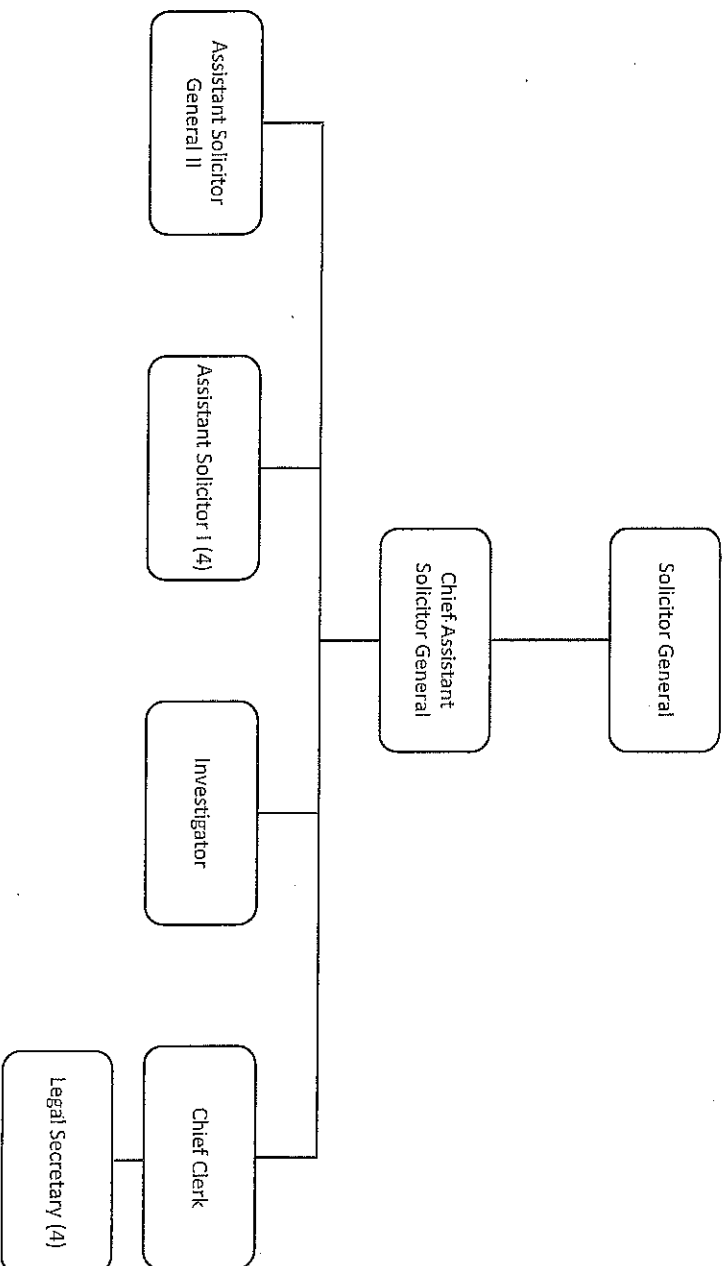 Solicitor General
Chief Assistant
Solicitor General
Assistant Solicitor
General II
Assistant Solicitor I (4)
Investigator
Chief Clerk
Legal Secretary (4)